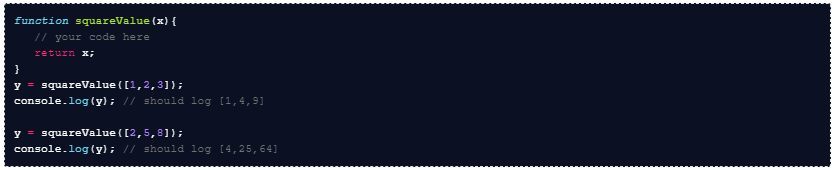 function squareValue(x){
   // your code here
   return x;
}
y = squareValue([1,2,3]);
console.log(y); // should log [1,4,9]

y = squareValue([2,5,8]);
console.log(y); // should log [4,25,64]